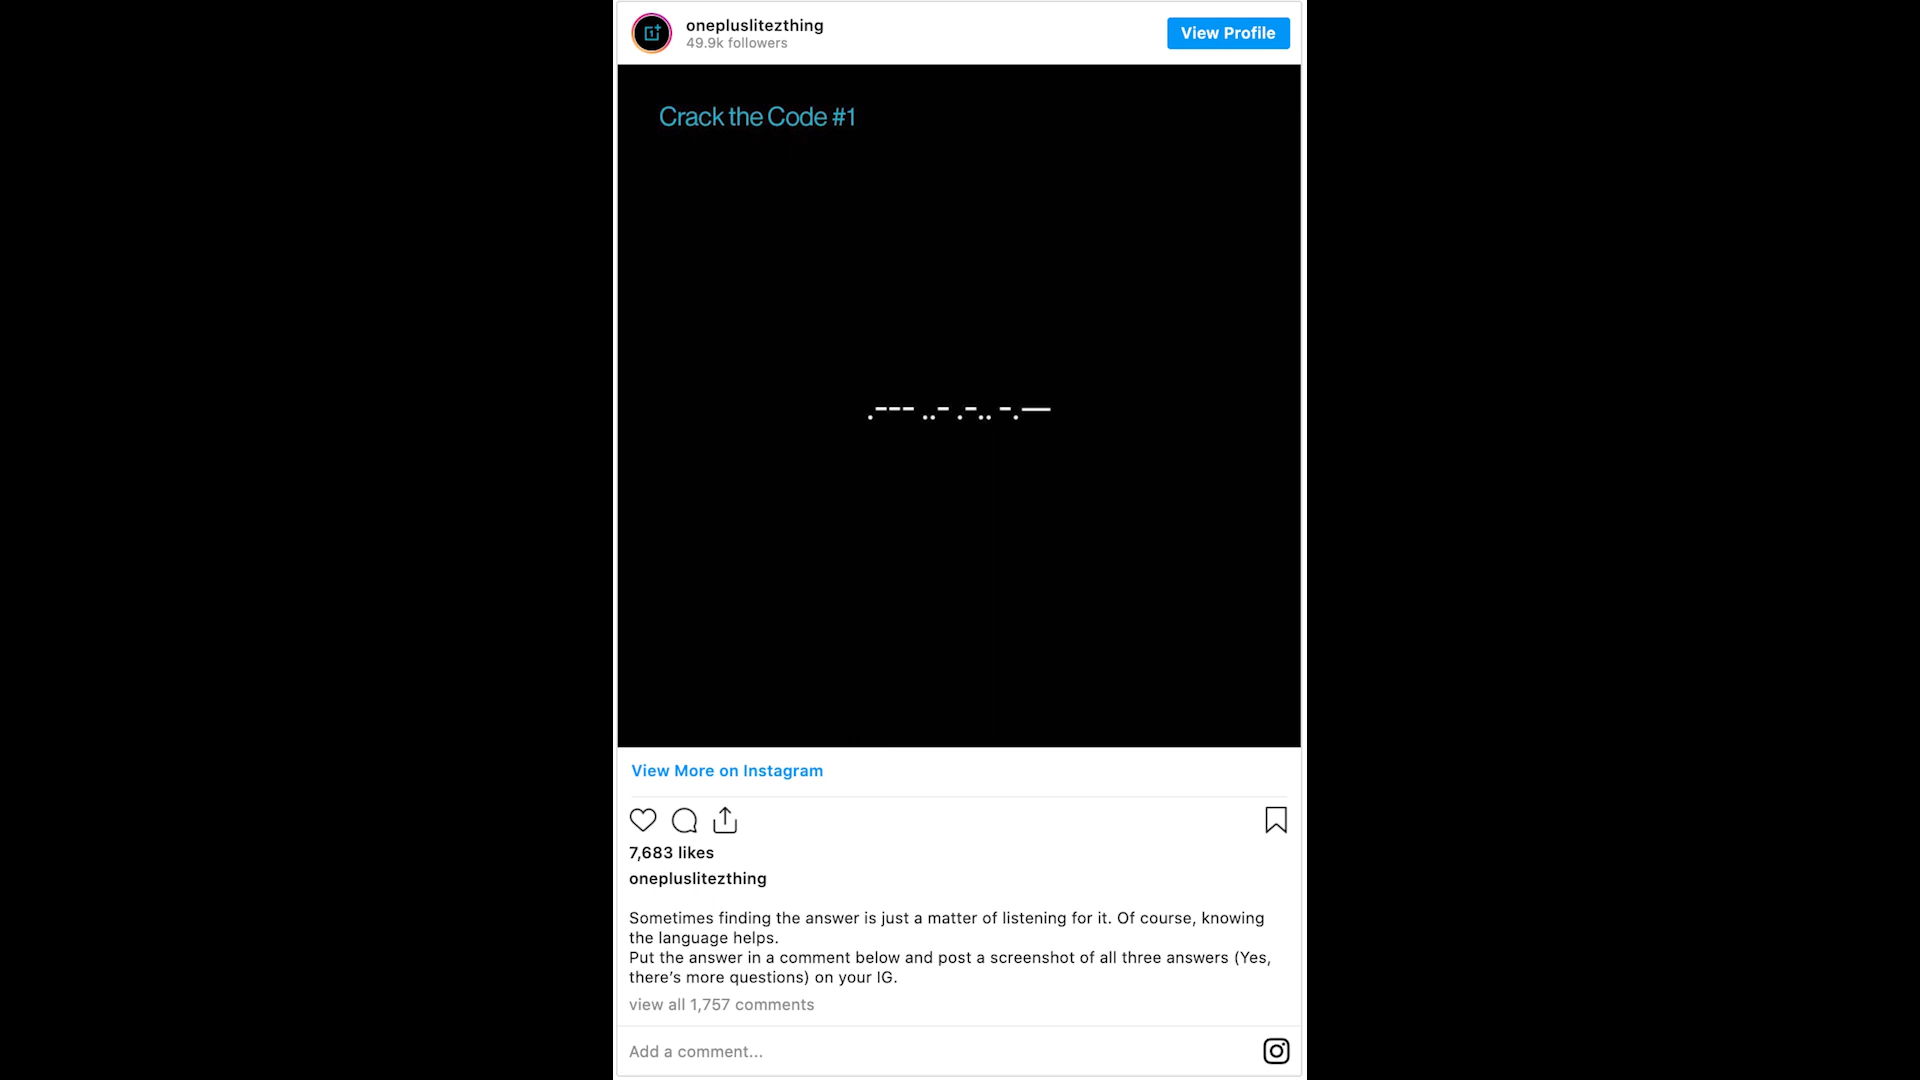 onepluslitezthing
49.9k followers
View Profile
Crack the Code #1
.--- ..- .-.. -.—
View More on Instagram
7,683 likes
onepluslitezthing
Sometimes finding the answer is just a matter of listening for it. Of course, knowing
the language helps.
Put the answer in a comment below and post a screenshot of all three answers (Yes,
there’s more questions) on your IG.
view all 1,757 comments
Add a comment...